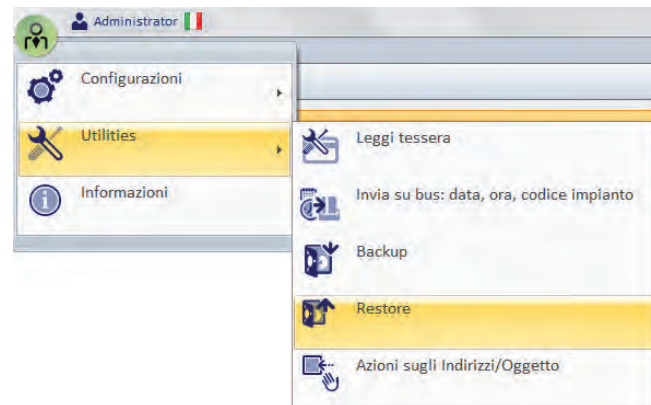 Administrator
Configurazioni
Utilities
Informazioni
Leggi tessera
Invia su bus: data, ora, codice impianto
Backup
Restore
Azioni sugli Indirizzi/Oggetto